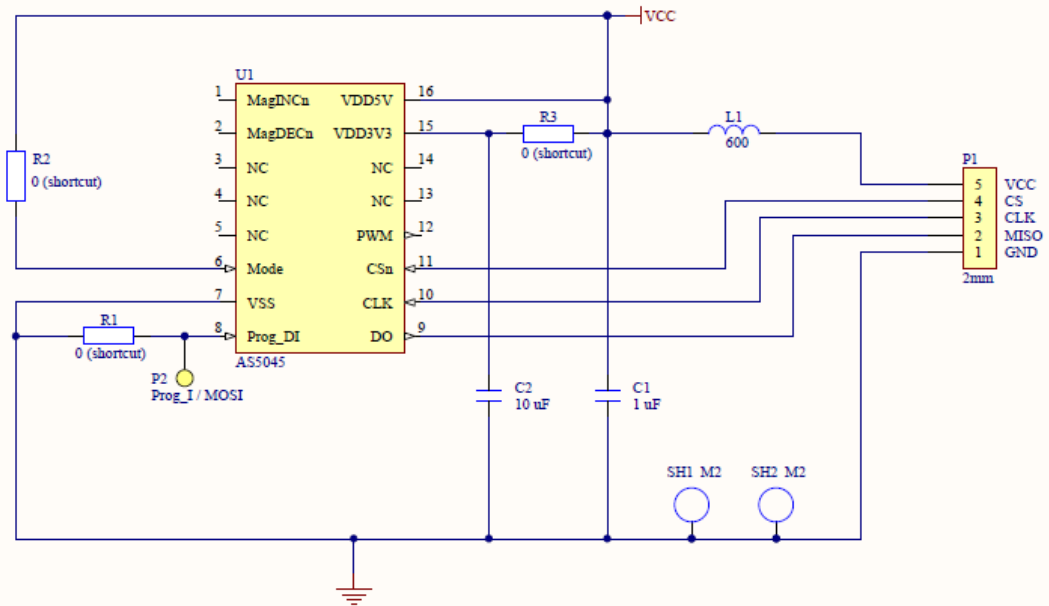 VCC
U1
1 MagINCn VDD5V 16
2 MagDECn VDD3V3 15
3 NC NC 14
4 NC NC 13
5 NC PWM 12
6 Mode CSn 11
7 VSS CLK 10
8 Prog_DI DO 9
AS5045
R2
0 (shortcut)
R3
0 (shortcut)
L1
600
P1
5 VCC
4 CS
3 CLK
2 MISO
1 GND
2mm
R1
0 (shortcut)
P2
Prog_I / MOSI
C2
10 uF
C1
1 uF
SH1 M2
SH2 M2